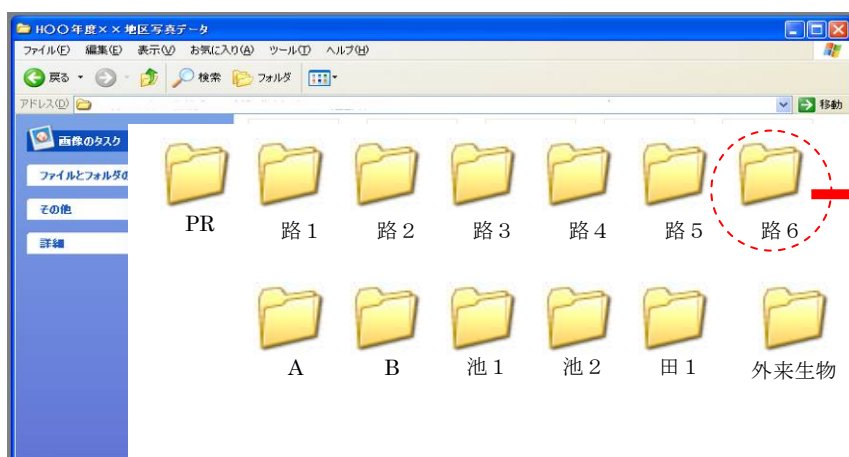 HOO年度××地区写真データ
ファイル(F) 編集(E) 表示(V) お気に入り(A) ツール(T) ヘルプ(H)
戻る 検索 フォルダ
アドレス(D) 移動
画像のタスク
ファイルとフォルダの
その他
詳細
PR 路1 路2 路3 路4 路5 路6
A B 池1 池2 田1 外来生物